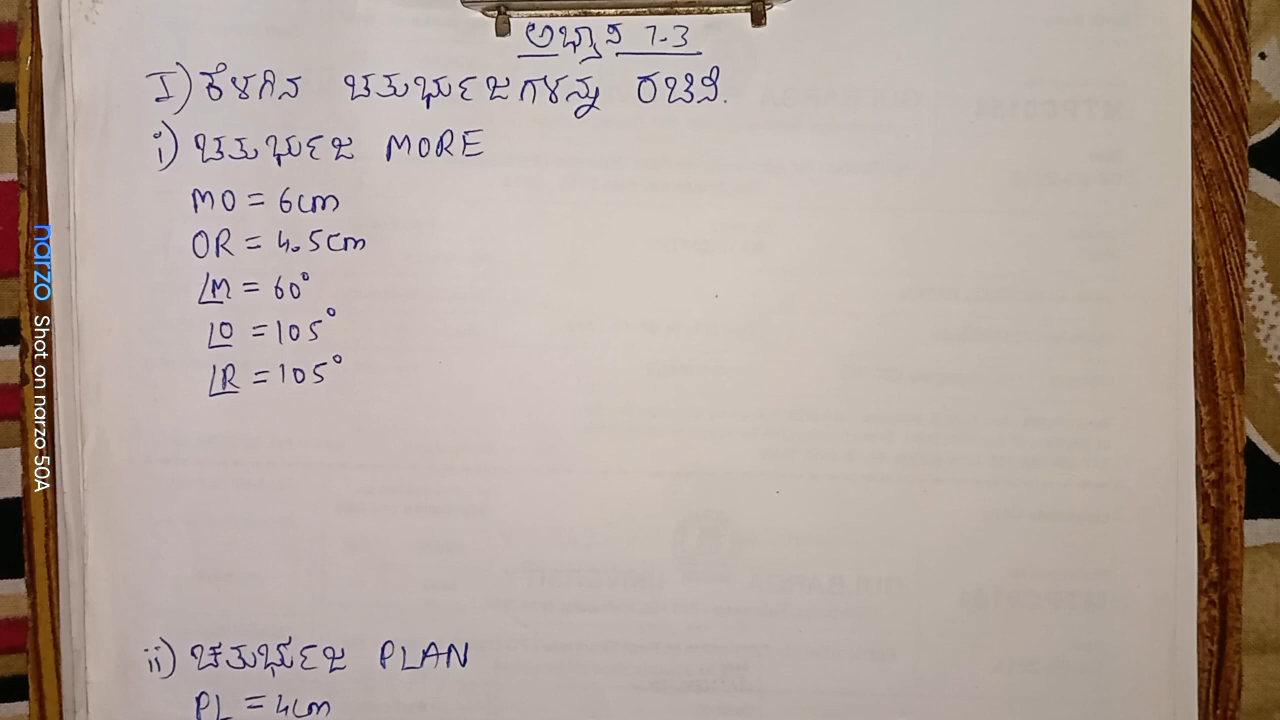 ಅಭ್ಯಾಸ 7.3
I) ಕೆಳಗಿನ ಚತುರ್ಭುಜಗಳನ್ನು ರಚಿಸಿ.
i) ಚತುರ್ಭುಜ MORE
MO = 6cm
OR = 4.5cm
∠M = 60°
∠O = 105°
∠R = 105°
ii) ಚತುರ್ಭುಜ PLAN
PL = 4cm
narzo Shot on narzo 50A